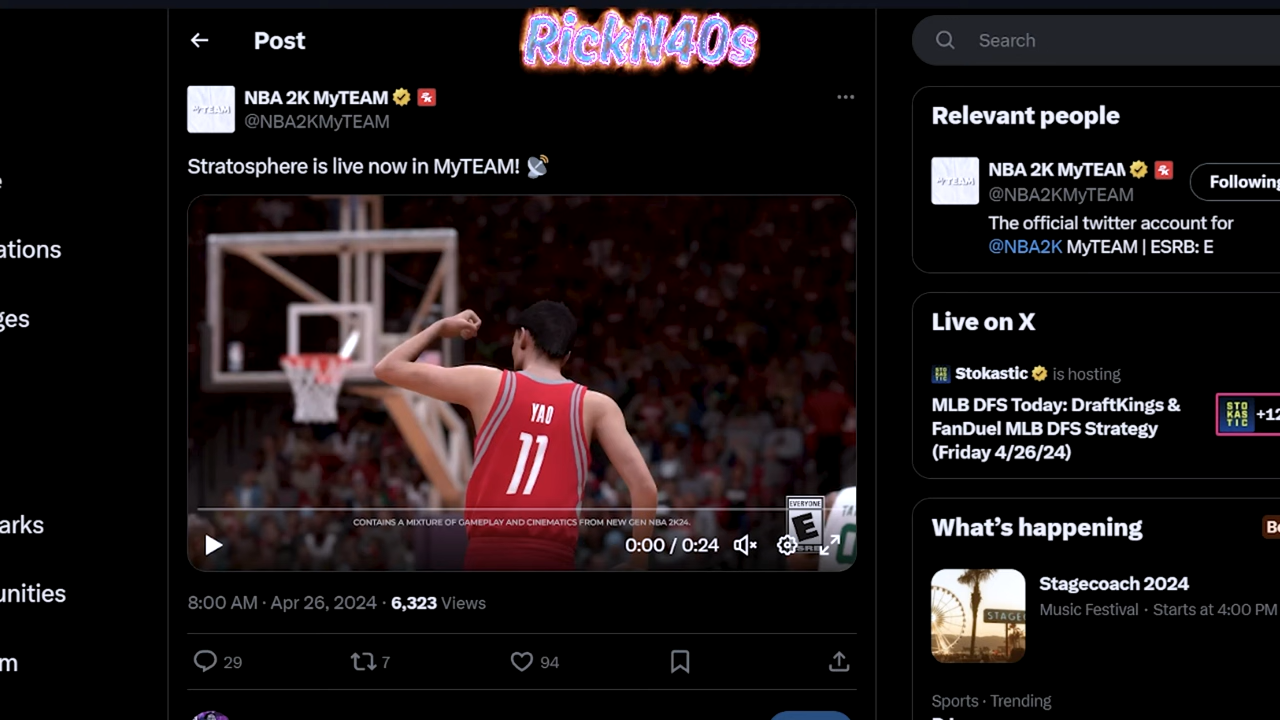 RickN40s
Post
Search
NBA 2K MyTEAM
@NBA2KMyTEAM
Stratosphere is live now in MyTEAM!
YAO
11
EVERYONE
E
CONTAINS A MIXTURE OF GAMEPLAY AND CINEMATICS FROM NEW GEN NBA 2K24.
0:00 / 0:24
8:00 AM · Apr 26, 2024 · 6,323 Views
29
7
94
ations
ges
arks
unities
m
Relevant people
NBA 2K MyTEAM
@NBA2KMyTEAM
Following
The official twitter account for
@NBA2K MyTEAM | ESRB: E
Live on X
Stokastic is hosting
MLB DFS Today: DraftKings &
FanDuel MLB DFS Strategy
(Friday 4/26/24)
STO
KAS
TIC
+12
What's happening
Stagecoach 2024
Music Festival · Starts at 4:00 PM
STAGE
Sports · Trending